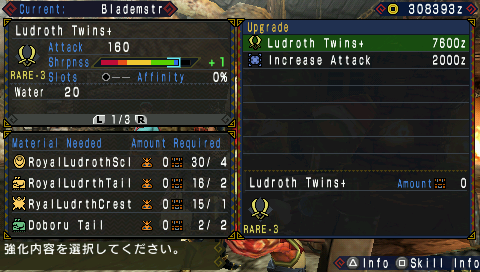 Current: Blademstr
308393z
Ludroth Twins+
Attack 160
Shrpnss +1
RARE-3 Slots ●-- Affinity 0%
Water 20
L 1/3 R
Material Needed Amount Required
RoyalLudrothScl 0 30/ 4
RoyalLudrthTail 0 16/ 2
RyalLudrthCrest 0 15/ 1
Doboru Tail 0 2/ 2
Upgrade
Ludroth Twins+ 7600z
Increase Attack 2000z
Ludroth Twins+ Amount 0
RARE-3
強化内容を選択してください。
△Info □Skill Info